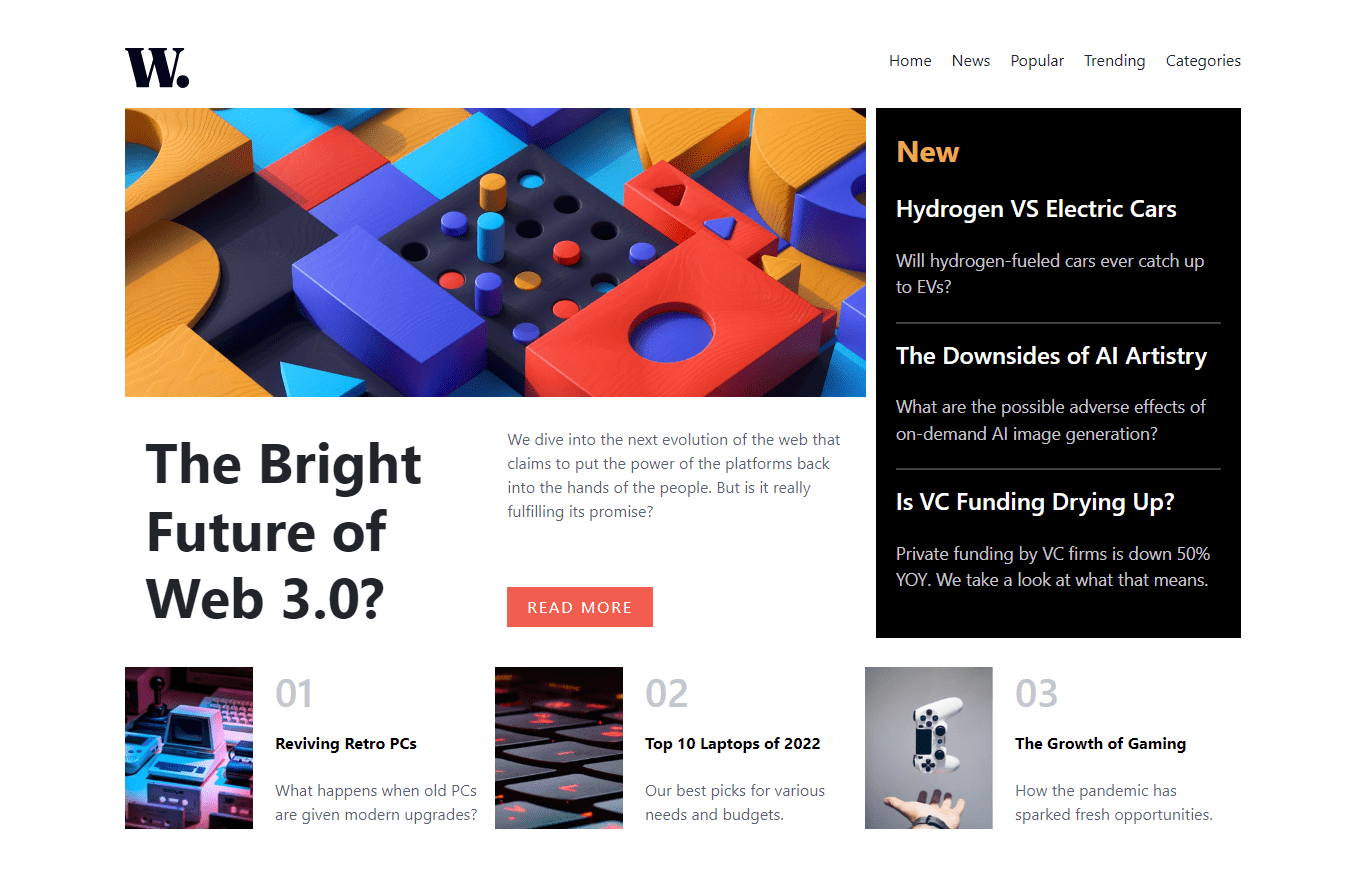 W.
Home News Popular Trending Categories
The Bright
Future of
Web 3.0?
We dive into the next evolution of the web that
claims to put the power of the platforms back
into the hands of the people. But is it really
fulfilling its promise?
READ MORE
New
Hydrogen VS Electric Cars
Will hydrogen-fueled cars ever catch up
to EVs?
The Downsides of AI Artistry
What are the possible adverse effects of
on-demand AI image generation?
Is VC Funding Drying Up?
Private funding by VC firms is down 50%
YOY. We take a look at what that means.
01
Reviving Retro PCs
What happens when old PCs
are given modern upgrades?
02
Top 10 Laptops of 2022
Our best picks for various
needs and budgets.
03
The Growth of Gaming
How the pandemic has
sparked fresh opportunities.